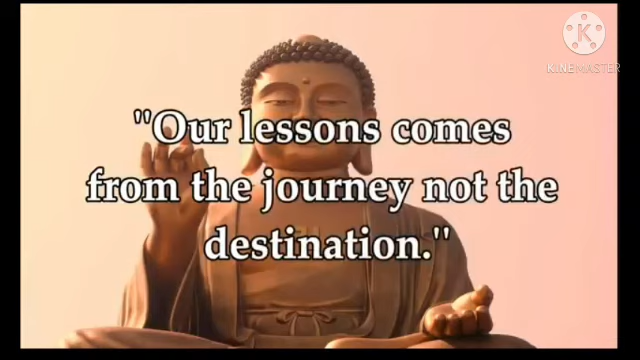 KINEMASTER
"Our lessons comes
from the journey not the
destination."